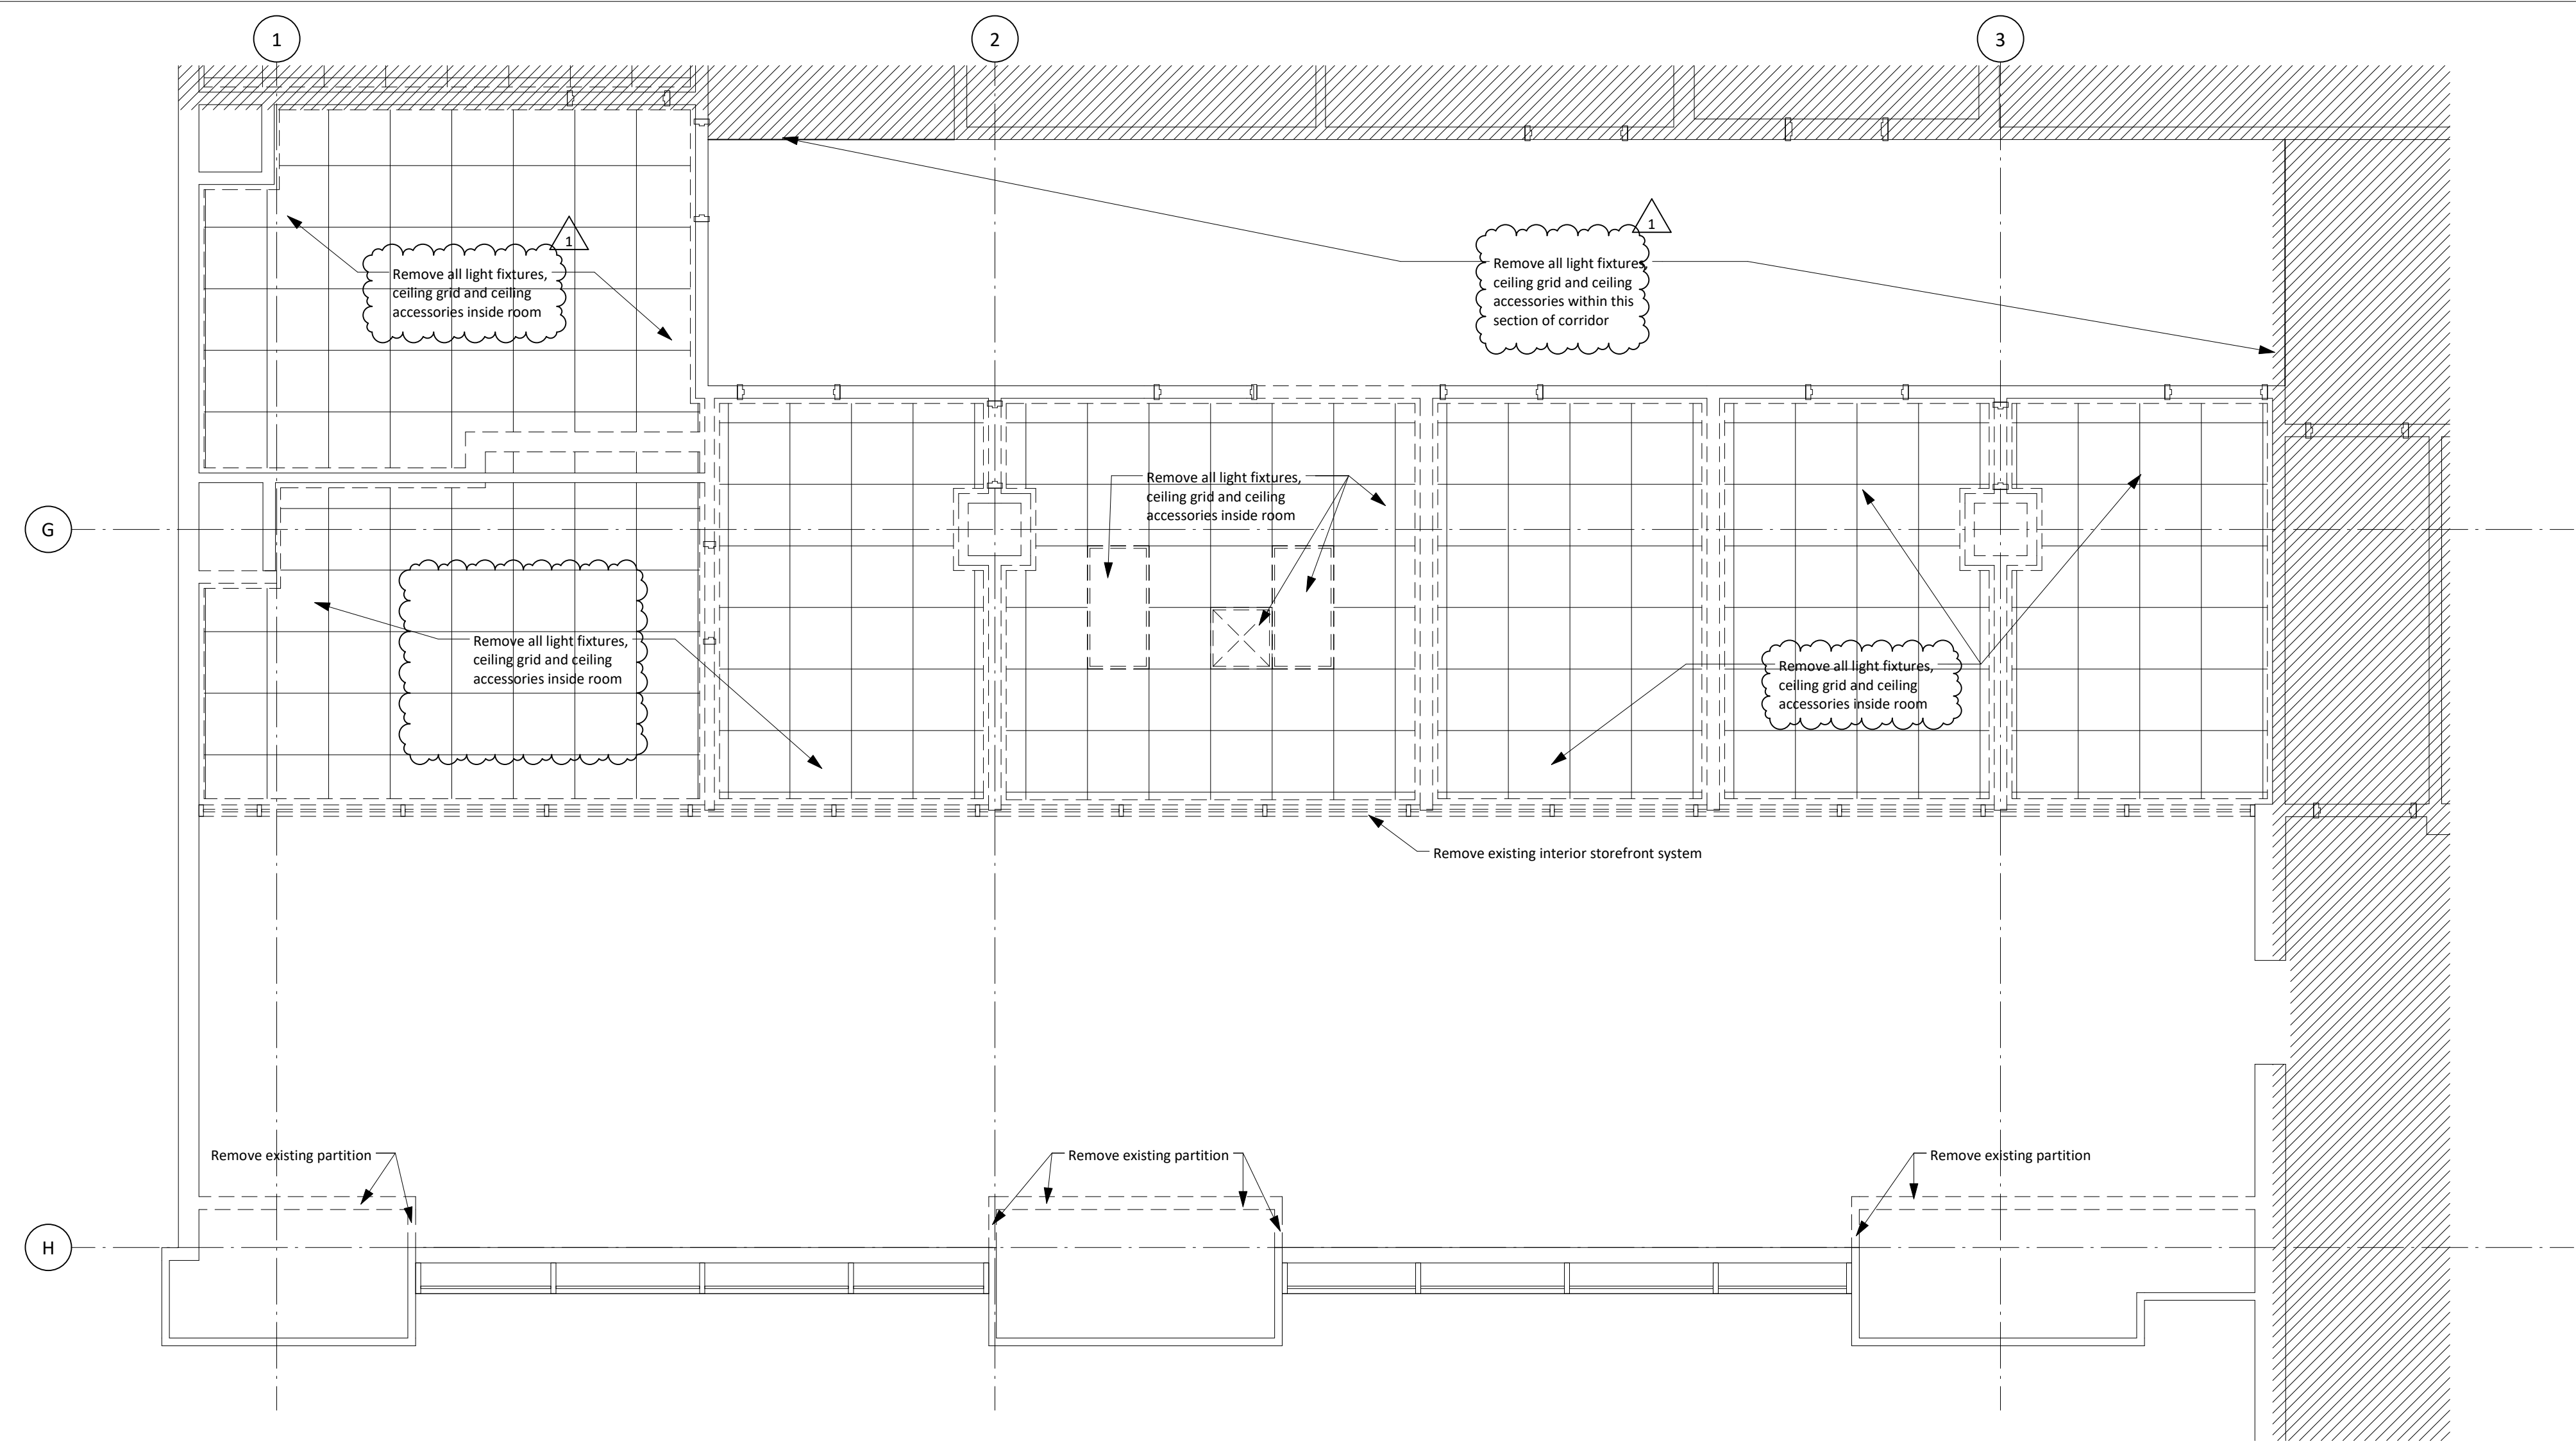 1
2
3
1
1
Remove all light fixtures,
ceiling grid and ceiling
accessories within this
section of corridor
Remove all light fixtures,
ceiling grid and ceiling
accessories inside room
Remove all light fixtures,
ceiling grid and ceiling
accessories inside room
G
Remove all light fixtures,
ceiling grid and ceiling
accessories inside room
Remove all light fixtures,
ceiling grid and ceiling
accessories inside room
Remove existing interior storefront system
Remove existing partition
Remove existing partition
Remove existing partition
H